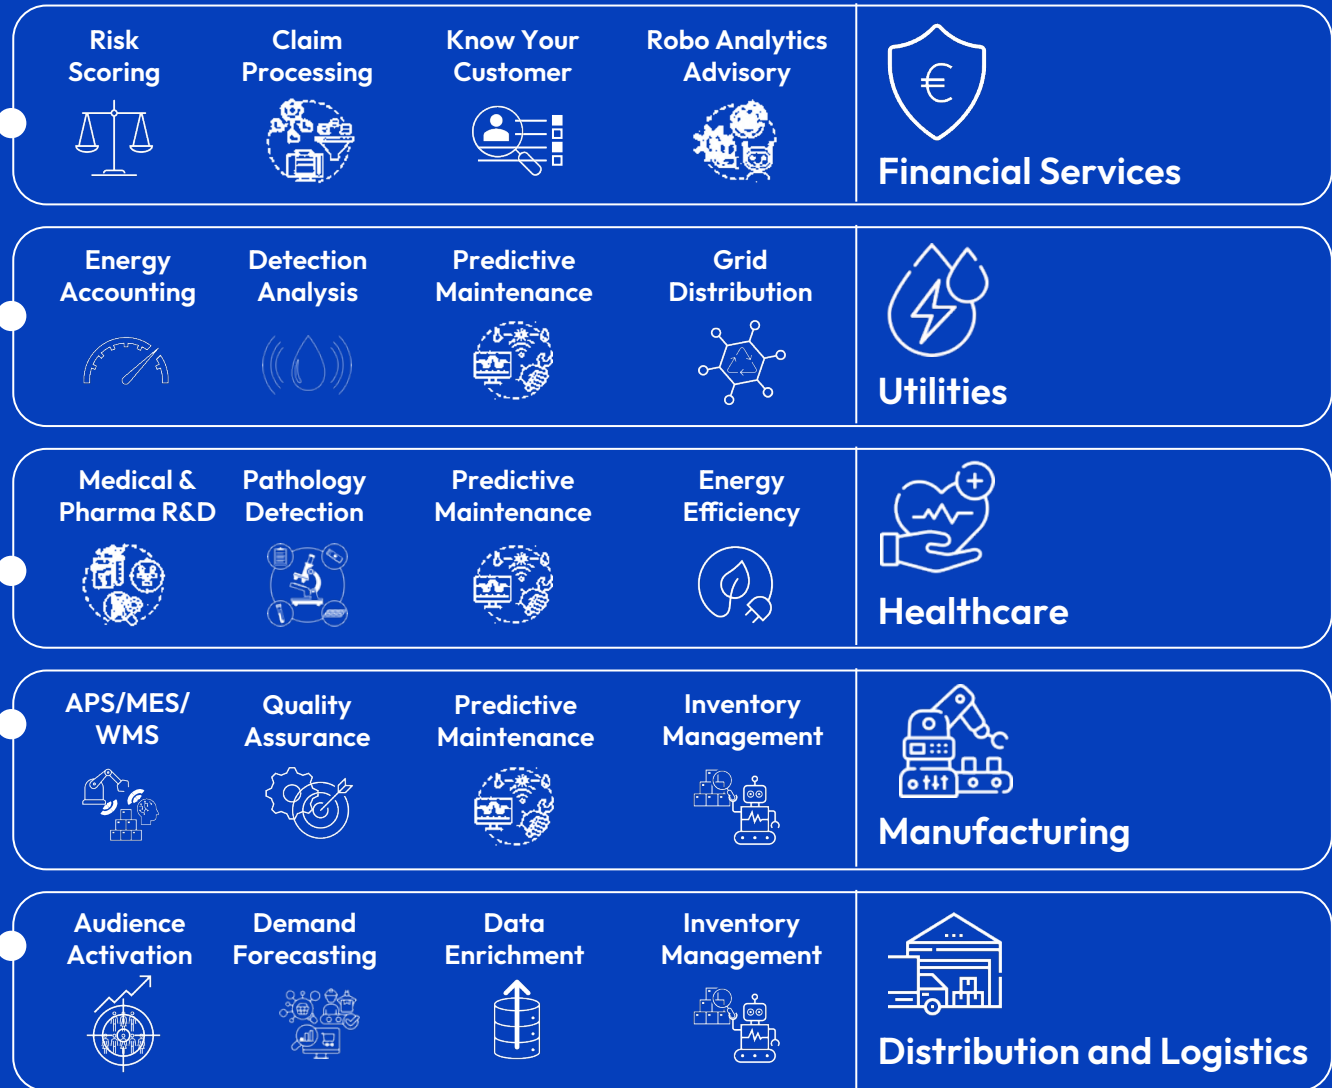 Risk
Scoring
Claim
Processing
Know Your
Customer
Robo Analytics
Advisory
€
Financial Services
Energy
Accounting
Detection
Analysis
Predictive
Maintenance
Grid
Distribution
Utilities
Medical &
Pharma R&D
Pathology
Detection
Predictive
Maintenance
Energy
Efficiency
Healthcare
APS/MES/
WMS
Quality
Assurance
Predictive
Maintenance
Inventory
Management
Manufacturing
Audience
Activation
Demand
Forecasting
Data
Enrichment
Inventory
Management
Distribution and Logistics